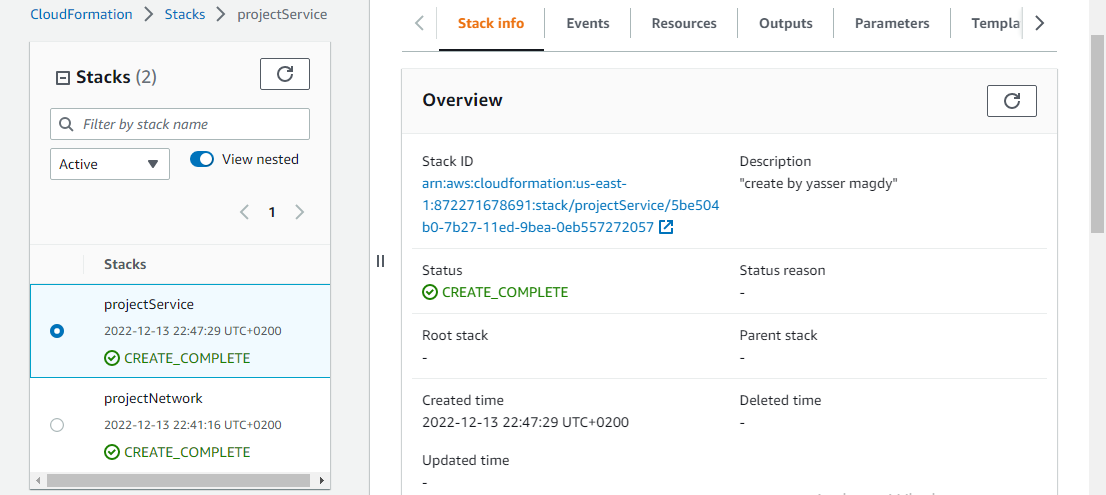 CloudFormation > Stacks > projectService
Stacks (2)
Filter by stack name
Active
View nested
1
Stacks
projectService
2022-12-13 22:47:29 UTC+0200
CREATE_COMPLETE
projectNetwork
2022-12-13 22:41:16 UTC+0200
CREATE_COMPLETE
Stack info Events Resources Outputs Parameters Templa
Overview
Stack ID
arn:aws:cloudformation:us-east-
1:872271678691:stack/projectService/5be504
b0-7b27-11ed-9bea-0eb557272057
Description
"create by yasser magdy"
Status
CREATE_COMPLETE
Status reason
-
Root stack
-
Parent stack
-
Created time
2022-12-13 22:47:29 UTC+0200
Deleted time
-
Updated time
-